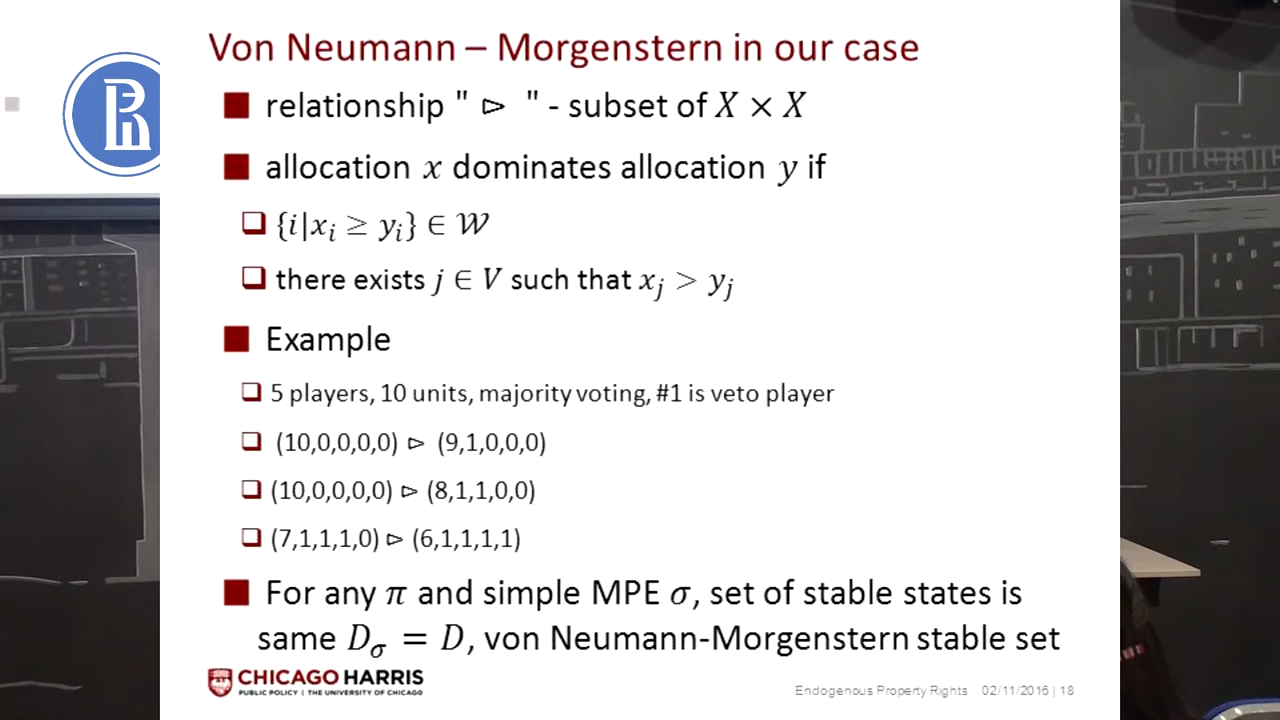 Von Neumann – Morgenstern in our case
relationship " ⊳ " - subset of X × X
allocation x dominates allocation y if
{i|xᵢ ≥ yᵢ} ∈ 𝒲
there exists j ∈ V such that xⱼ > yⱼ
Example
5 players, 10 units, majority voting, #1 is veto player
(10,0,0,0,0) ⊳ (9,1,0,0,0)
(10,0,0,0,0) ⊳ (8,1,1,0,0)
(7,1,1,1,0) ⊳ (6,1,1,1,1)
For any π and simple MPE σ, set of stable states is
same D_σ = D, von Neumann-Morgenstern stable set
CHICAGO HARRIS
PUBLIC POLICY | THE UNIVERSITY OF CHICAGO
Endogenous Property Rights 02/11/2016 | 18